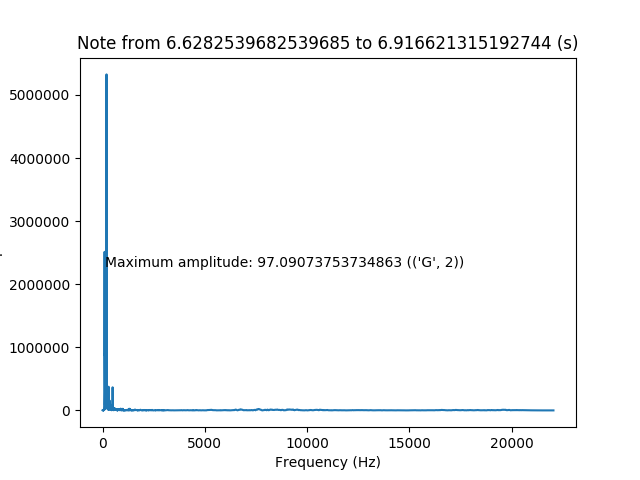 Note from 6.6282539682539685 to 6.916621315192744 (s)
5000000
4000000
3000000
Maximum amplitude: 97.09073753734863 (('G', 2))
2000000
1000000
0
0 5000 10000 15000 20000
Frequency (Hz)